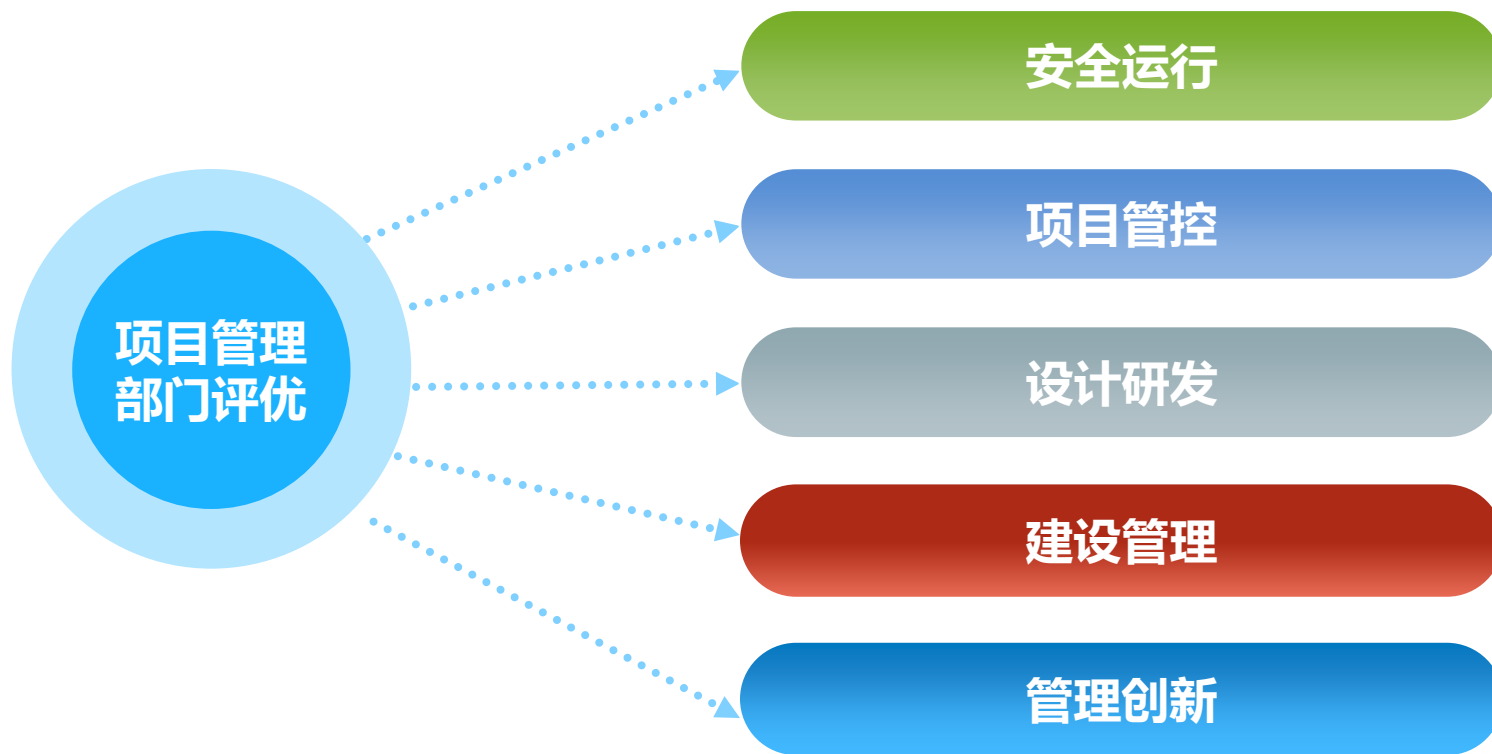 项目管理
部门评优
安全运行
项目管控
设计研发
建设管理
管理创新